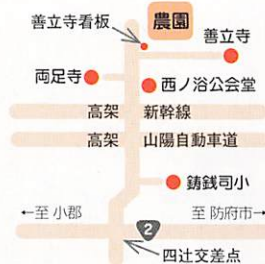 農園
善立寺看板
善立寺
両足寺
西ノ浴公会堂
高架 新幹線
高架 山陽自動車道
鋳銭司小
←至 小郡
至 防府市→
2
四辻交差点